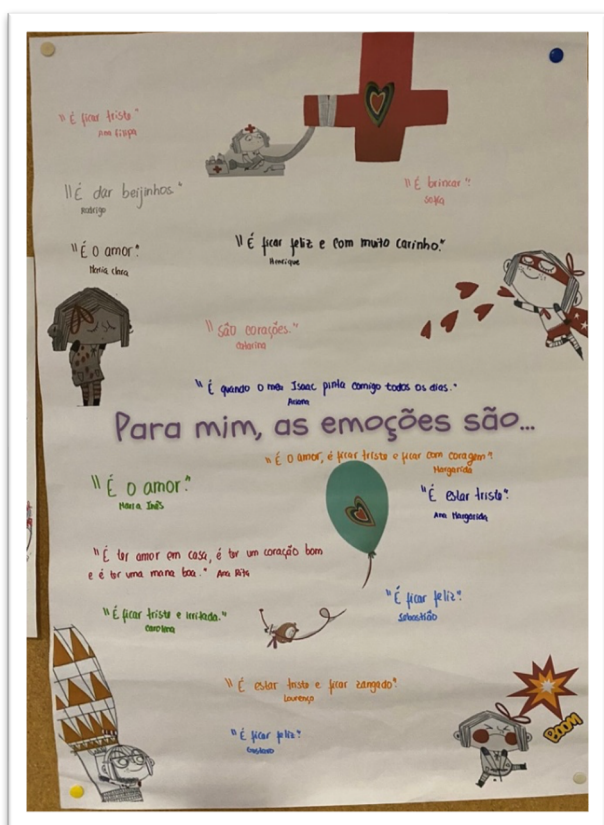 "É ficar triste"
Ana Filipa
"É dar beijinhos."
Rodrigo
"É brincar".
Sofia
"É o amor".
Maria Clara
"É ficar feliz e com muito carinho."
Henrique
"São corações."
Catarina
"É quando o meu Isaac pinta comigo todos os dias."
Para mim, as emoções são...
"É o amor, é ficar triste e ficar com coragem".
Margarida
"É o amor."
Maria Inês
"É estar triste".
Ana Margarida
"É ter amor em casa, é ter um coração bom
e é ter uma mana boa." Ana Rita
"É ficar feliz".
Sebastião
"É ficar triste e irritada."
Carolina
"É estar triste e ficar zangado".
Lourenço
"É ficar feliz".
Gustavo
BOOM